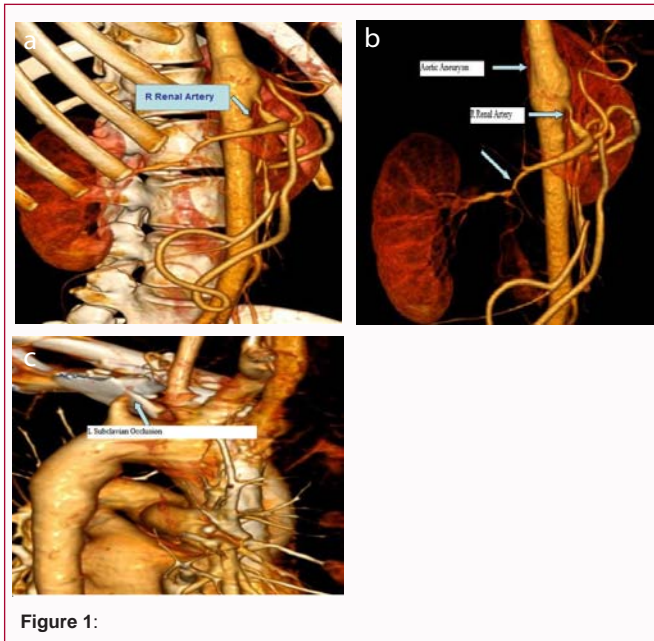 a
R Renal Artery
b
Aortic Aneurysm
R Renal Artery
c
L Subclavian Occlusion
Figure 1: